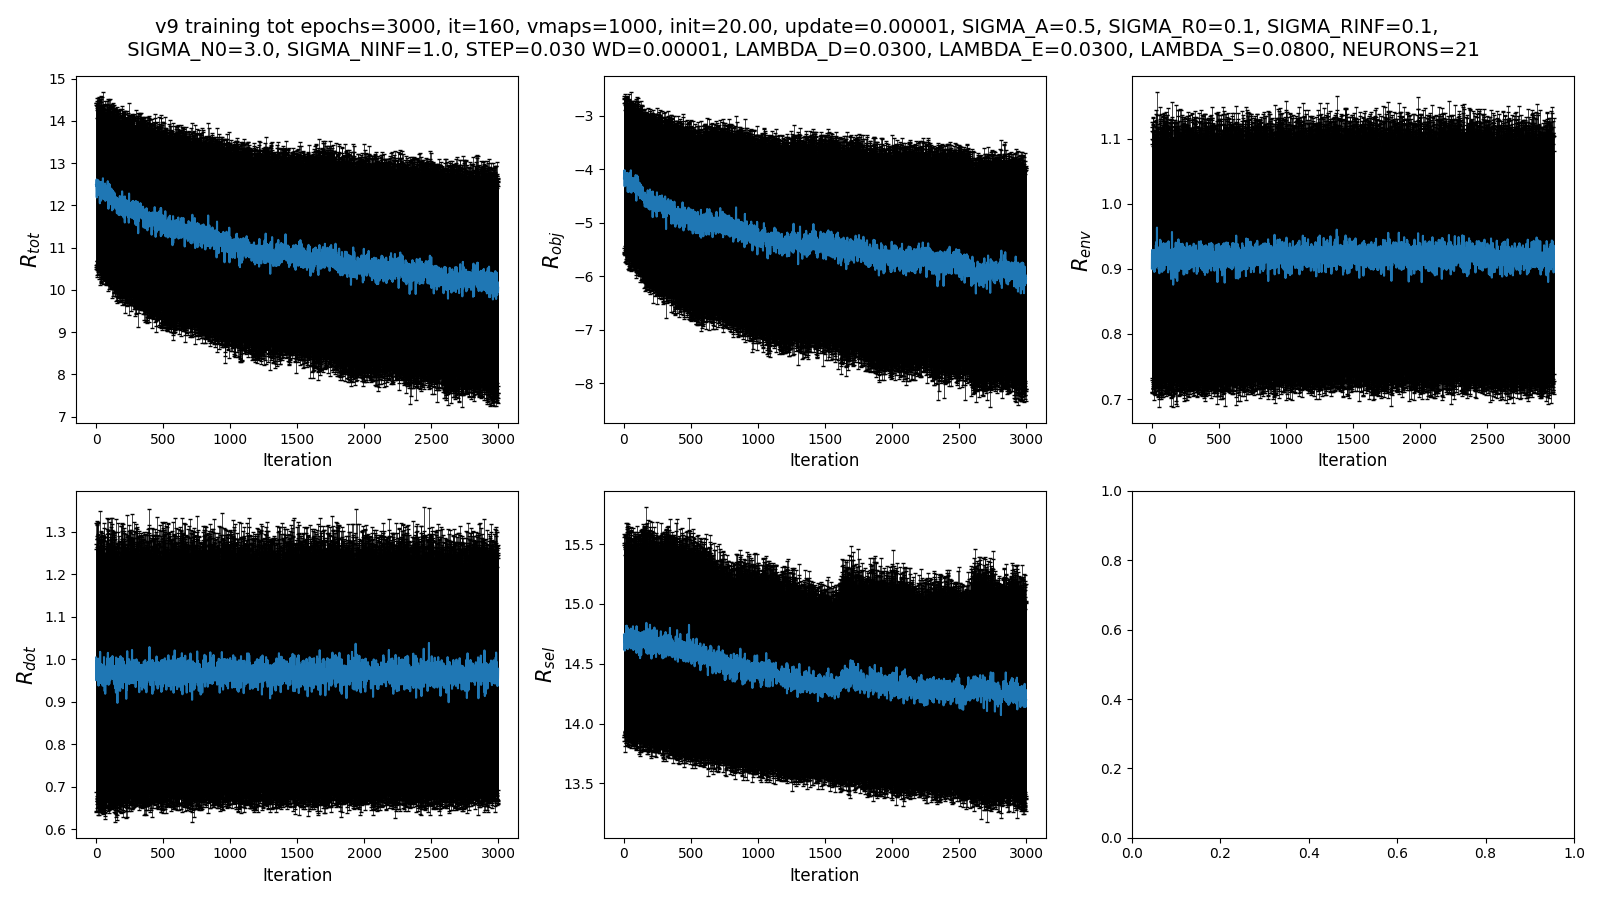 v9 training tot epochs=3000, it=160, vmaps=1000, init=20.00, update=0.00001, SIGMA_A=0.5, SIGMA_R0=0.1, SIGMA_RINF=0.1,
SIGMA_N0=3.0, SIGMA_NINF=1.0, STEP=0.030 WD=0.00001, LAMBDA_D=0.0300, LAMBDA_E=0.0300, LAMBDA_S=0.0800, NEURONS=21
R_tot
15
14
13
12
11
10
9
8
7
0 500 1000 1500 2000 2500 3000
Iteration
R_obj
−3
−4
−5
−6
−7
−8
0 500 1000 1500 2000 2500 3000
Iteration
R_env
1.1
1.0
0.9
0.8
0.7
0 500 1000 1500 2000 2500 3000
Iteration
R_dot
1.3
1.2
1.1
1.0
0.9
0.8
0.7
0.6
0 500 1000 1500 2000 2500 3000
Iteration
R_sel
15.5
15.0
14.5
14.0
13.5
0 500 1000 1500 2000 2500 3000
Iteration
1.0
0.8
0.6
0.4
0.2
0.0
0.0 0.2 0.4 0.6 0.8 1.0